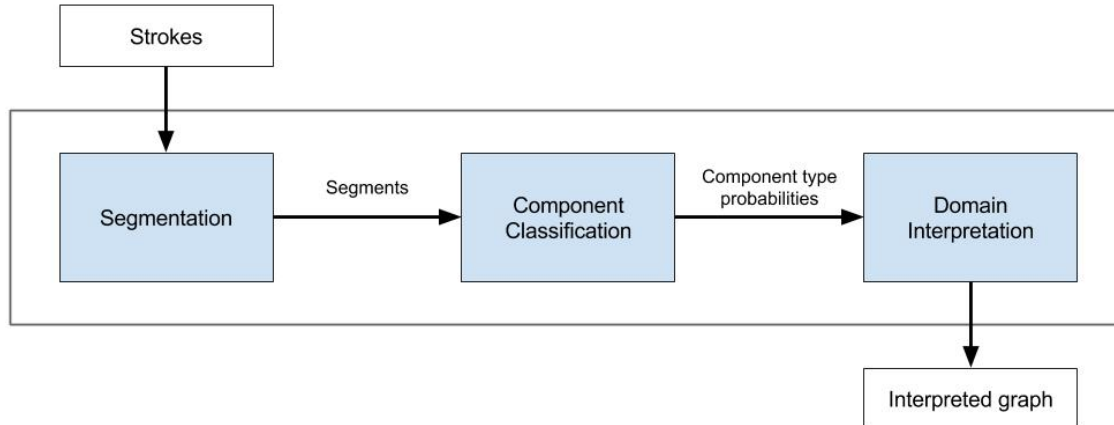 Strokes
Segmentation
Segments
Component
Classification
Component type
probabilities
Domain
Interpretation
Interpreted graph